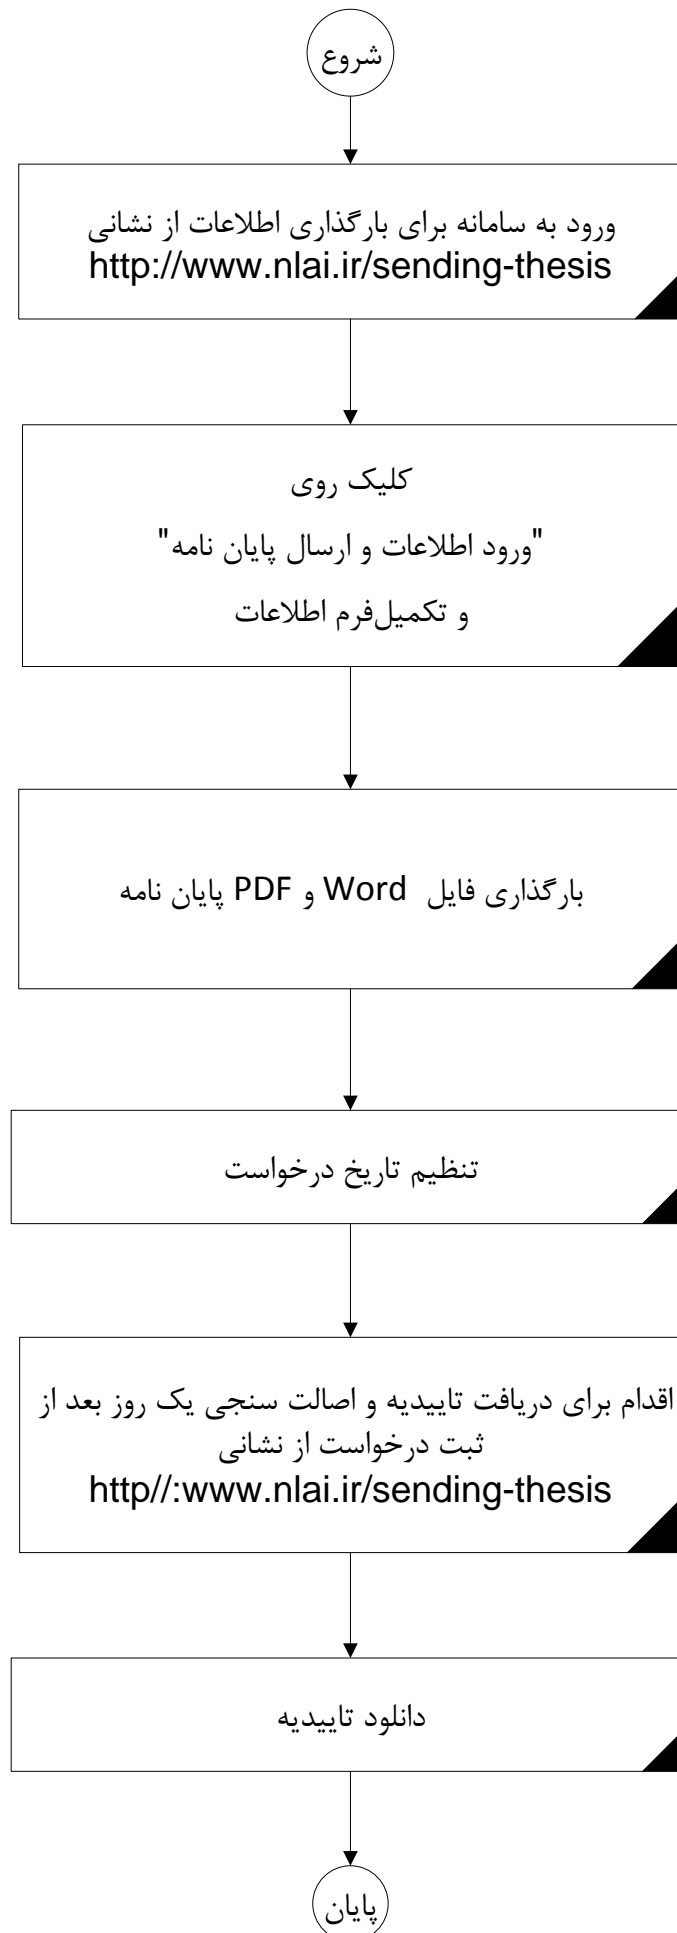 شروع
ورود به سامانه برای بارگذاری اطلاعات از نشانی
http://www.nlai.ir/sending-thesis
کلیک روی
"ورود اطلاعات و ارسال پایان نامه"
و تکمیل‌فرم اطلاعات
بارگذاری فایل Word و PDF پایان نامه
تنظیم تاریخ درخواست
اقدام برای دریافت تاییدیه و اصالت سنجی یک روز بعد از
ثبت درخواست از نشانی
http//:www.nlai.ir/sending-thesis
دانلود تاییدیه
پایان